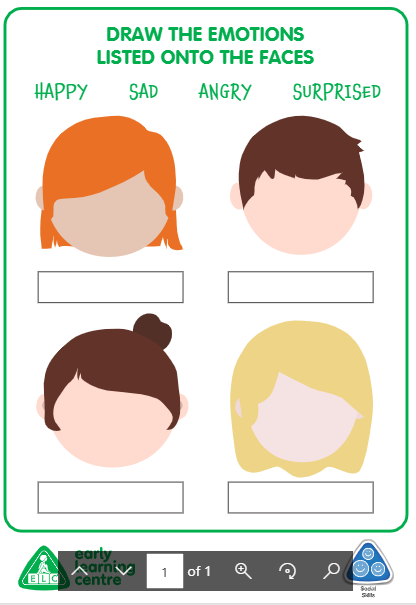 DRAW THE EMOTIONS
LISTED ONTO THE FACES
HAPPY SAD ANGRY SURPRISED
early
learning
centre
ELC
1 of 1
Social
Skills